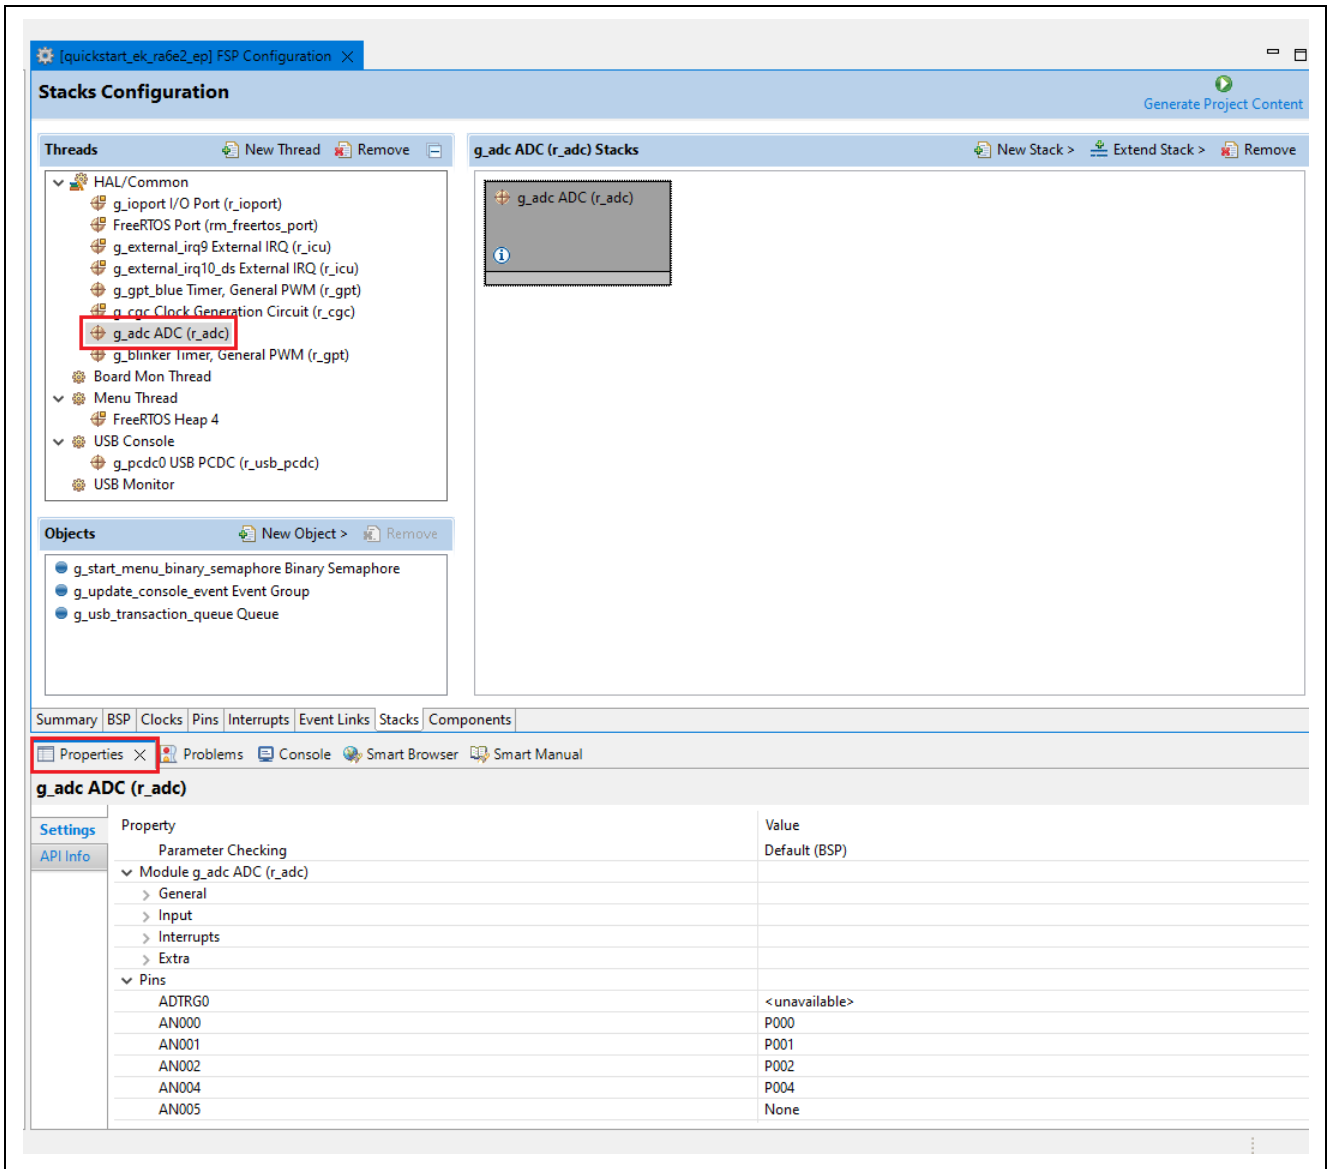 [quickstart_ek_ra6e2_ep] FSP Configuration
Stacks Configuration
Generate Project Content
Threads
New Thread
Remove
g_adc ADC (r_adc) Stacks
New Stack >
Extend Stack >
Remove
HAL/Common
g_ioport I/O Port (r_ioport)
FreeRTOS Port (rm_freertos_port)
g_external_irq9 External IRQ (r_icu)
g_external_irq10_ds External IRQ (r_icu)
g_gpt_blue Timer, General PWM (r_gpt)
g_cgc Clock Generation Circuit (r_cgc)
g_adc ADC (r_adc)
g_blinker Timer, General PWM (r_gpt)
Board Mon Thread
Menu Thread
FreeRTOS Heap 4
USB Console
g_pcdc0 USB PCDC (r_usb_pcdc)
USB Monitor
g_adc ADC (r_adc)
Objects
New Object >
Remove
g_start_menu_binary_semaphore Binary Semaphore
g_update_console_event Event Group
g_usb_transaction_queue Queue
Summary BSP Clocks Pins Interrupts Event Links Stacks Components
Properties Problems Console Smart Browser Smart Manual
g_adc ADC (r_adc)
Settings
API Info
Property Value
Parameter Checking Default (BSP)
Module g_adc ADC (r_adc)
General
Input
Interrupts
Extra
Pins
ADTRG0 <unavailable>
AN000 P000
AN001 P001
AN002 P002
AN004 P004
AN005 None